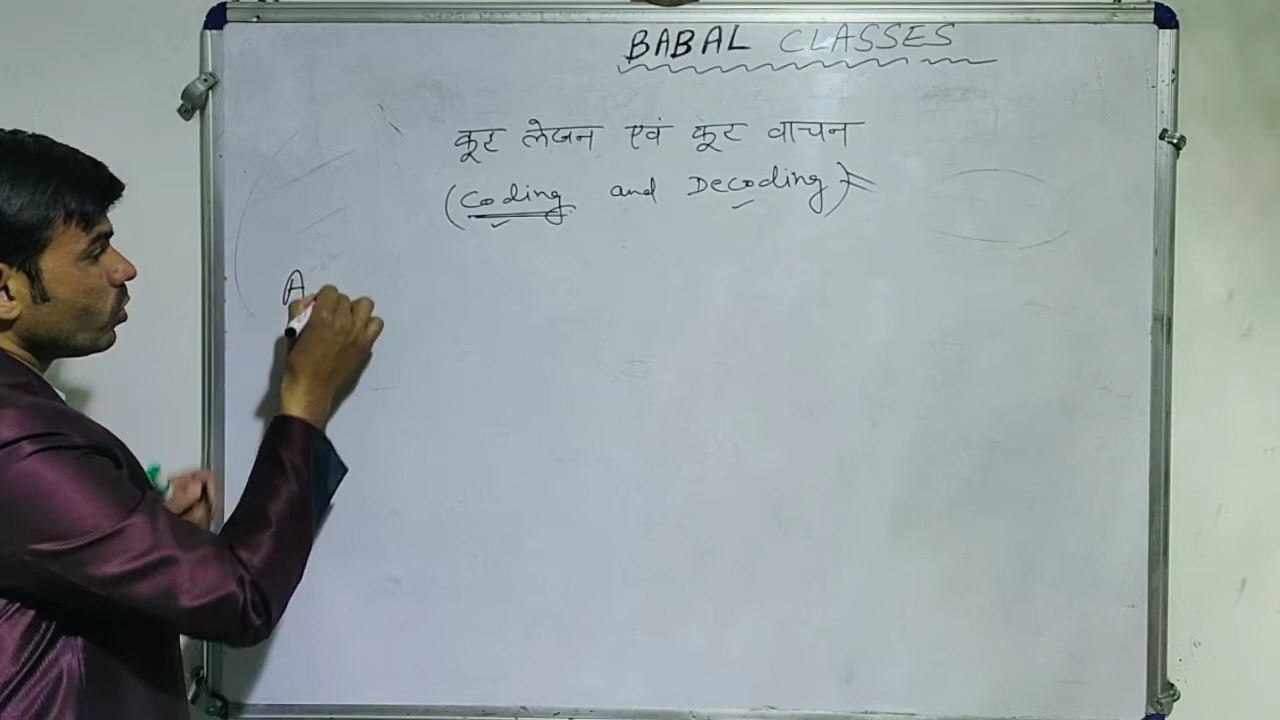 BABAL CLASSES
कूट लेखन एवं कूट वाचन
(Coding and Decoding)
A